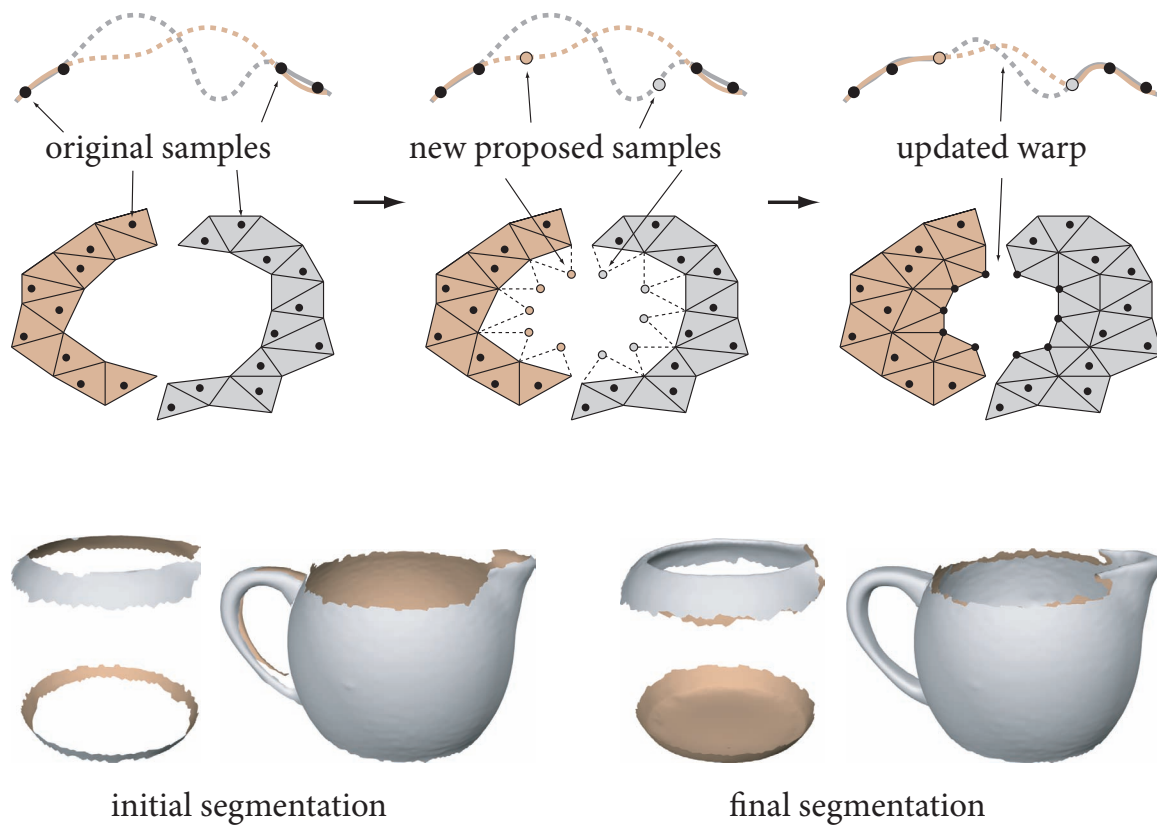 original samples
new proposed samples
updated warp
initial segmentation
final segmentation